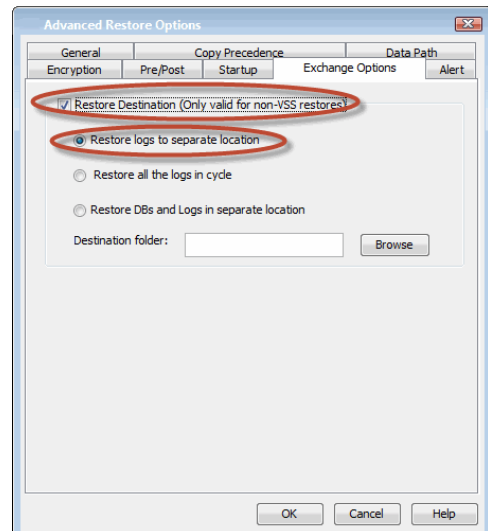 Advanced Restore Options
General Copy Precedence Data Path
Encryption Pre/Post Startup Exchange Options Alert
Restore Destination (Only valid for non-VSS restores)
Restore logs to separate location
Restore all the logs in cycle
Restore DBs and Logs in separate location
Destination folder: Browse
OK Cancel Help